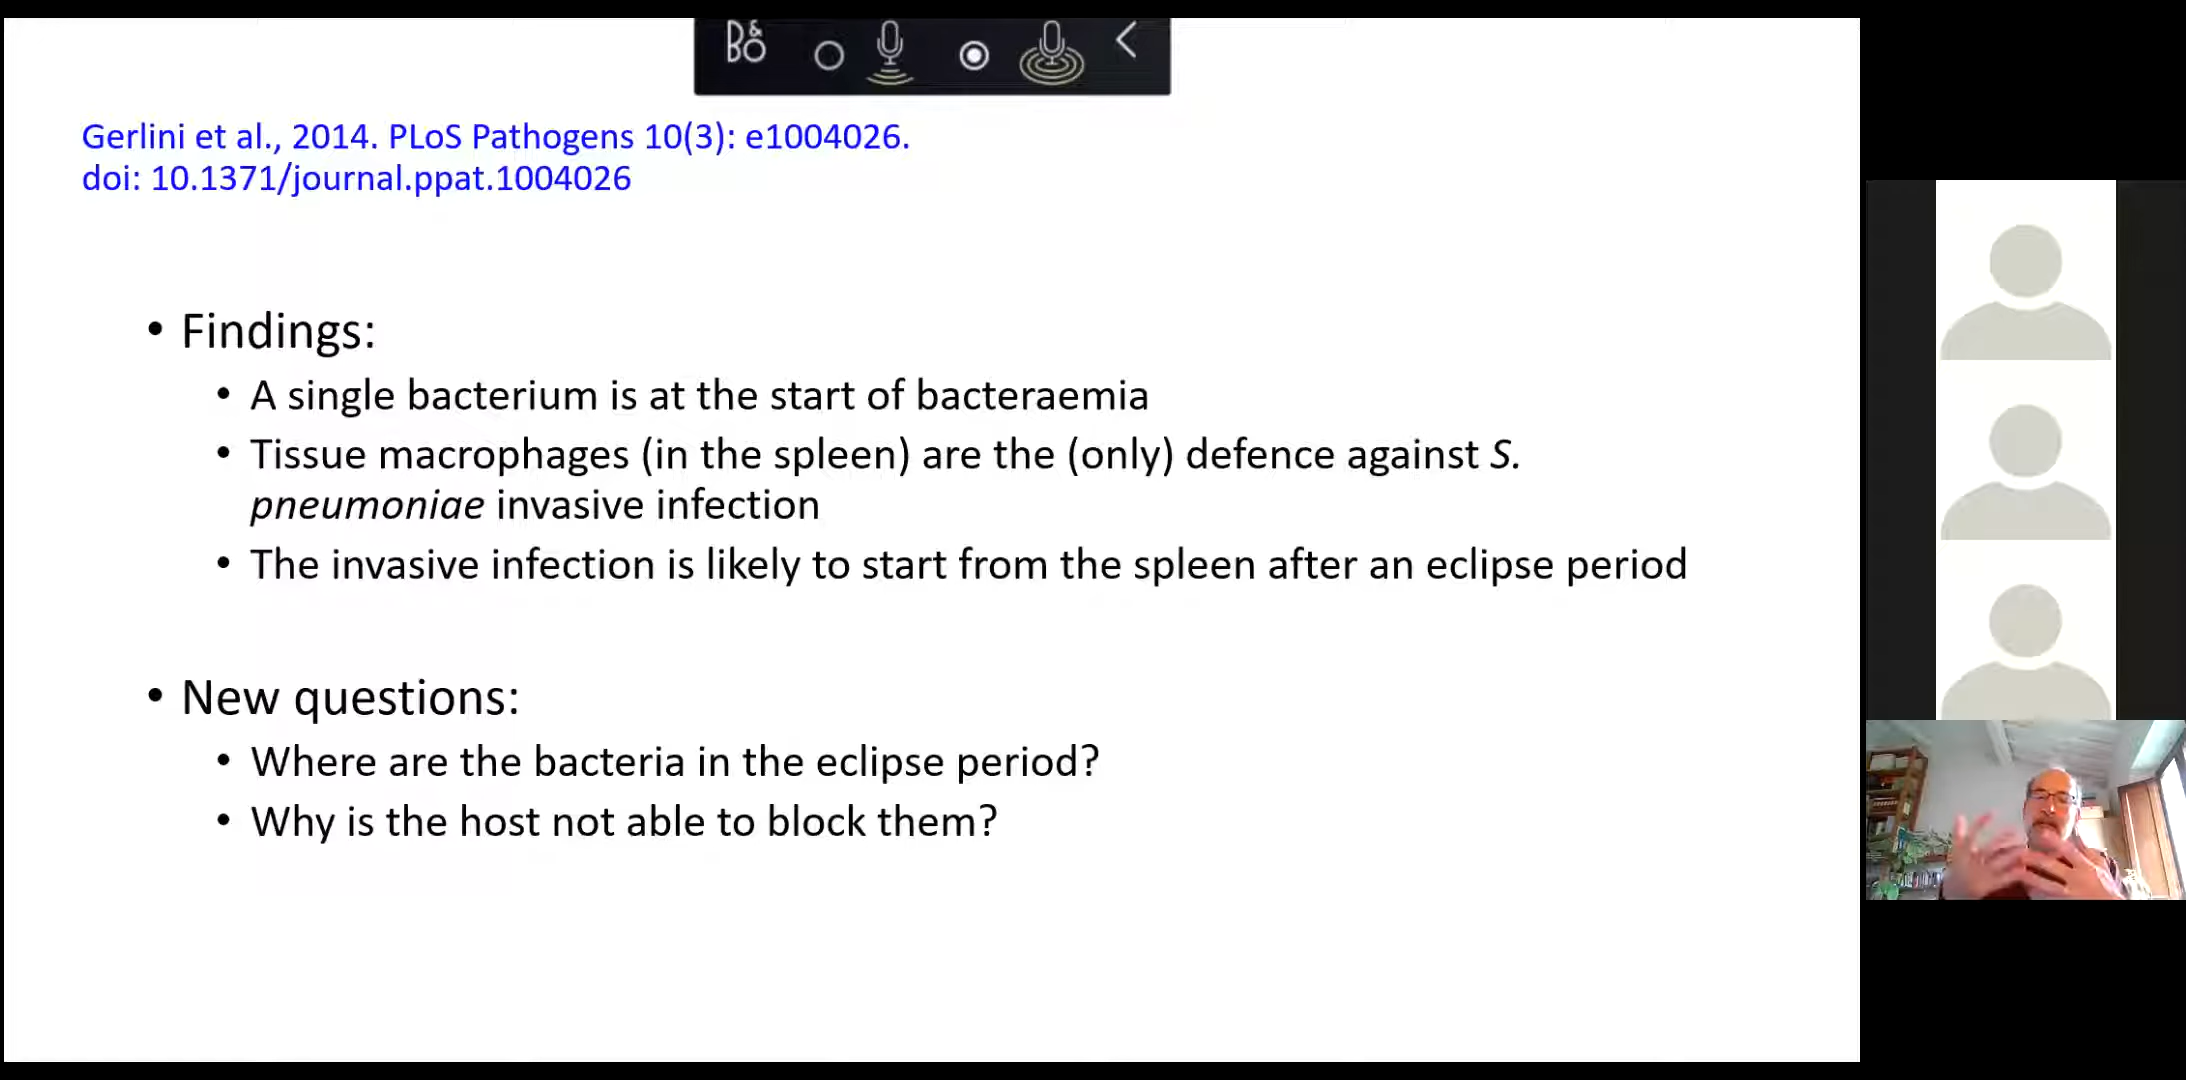 B&O
Gerlini et al., 2014. PLoS Pathogens 10(3): e1004026.
doi: 10.1371/journal.ppat.1004026
• Findings:
• A single bacterium is at the start of bacteraemia
• Tissue macrophages (in the spleen) are the (only) defence against S.
pneumoniae invasive infection
• The invasive infection is likely to start from the spleen after an eclipse period
• New questions:
• Where are the bacteria in the eclipse period?
• Why is the host not able to block them?